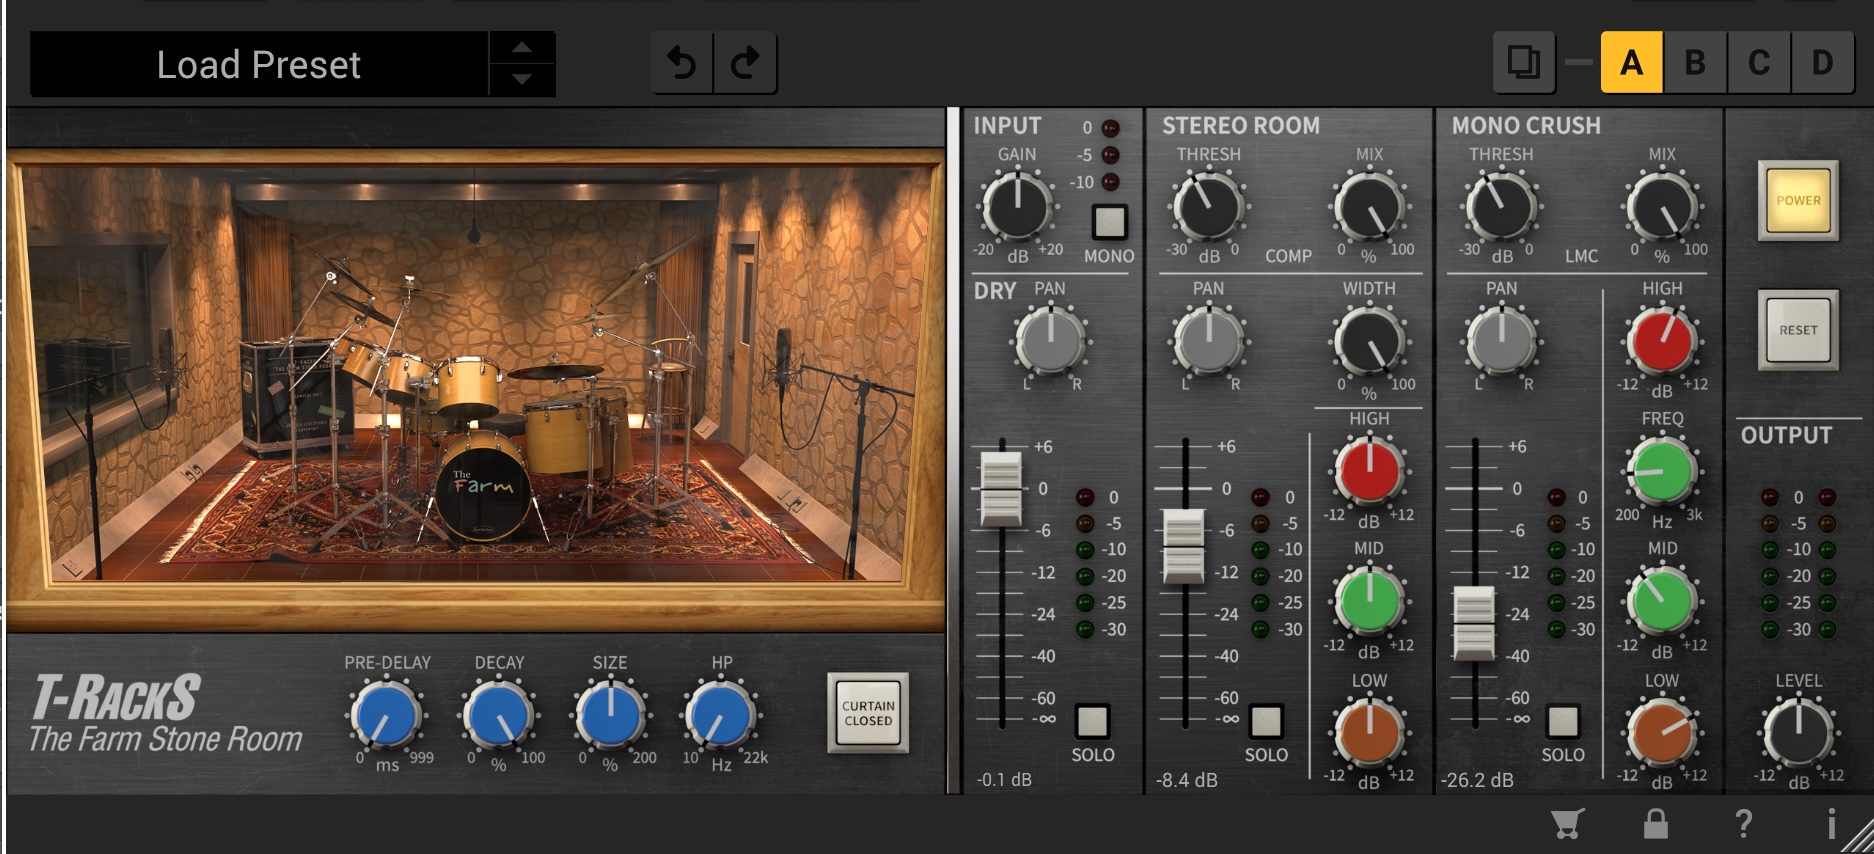 Load Preset
A B C D
INPUT
GAIN
-20 +20
dB
0
-5
-10
MONO
STEREO ROOM
THRESH
-30 0
dB
COMP
MIX
0 100
%
MONO CRUSH
THRESH
-30 0
dB
LMC
MIX
0 100
%
POWER
RESET
DRY
PAN
L R
+6
0
-6
-12
-24
-40
-60
-∞
0
-5
-10
-20
-25
-30
SOLO
-0.1 dB
PAN
L R
WIDTH
0 100
%
+6
0
-6
-12
-24
-40
-60
-∞
0
-5
-10
-20
-25
-30
SOLO
-8.4 dB
HIGH
-12 +12
dB
MID
-12 +12
dB
LOW
-12 +12
dB
PAN
L R
+6
0
-6
-12
-24
-40
-60
-∞
0
-5
-10
-20
-25
-30
SOLO
-26.2 dB
HIGH
-12 +12
dB
FREQ
200 3k
Hz
MID
-12 +12
dB
LOW
-12 +12
dB
OUTPUT
0
-5
-10
-20
-25
-30
LEVEL
-12 +12
dB
The
Farm
T-RACKS
The Farm Stone Room
PRE-DELAY
0 999
ms
DECAY
0 100
%
SIZE
0 200
%
HP
10 22k
Hz
CURTAIN
CLOSED
? i